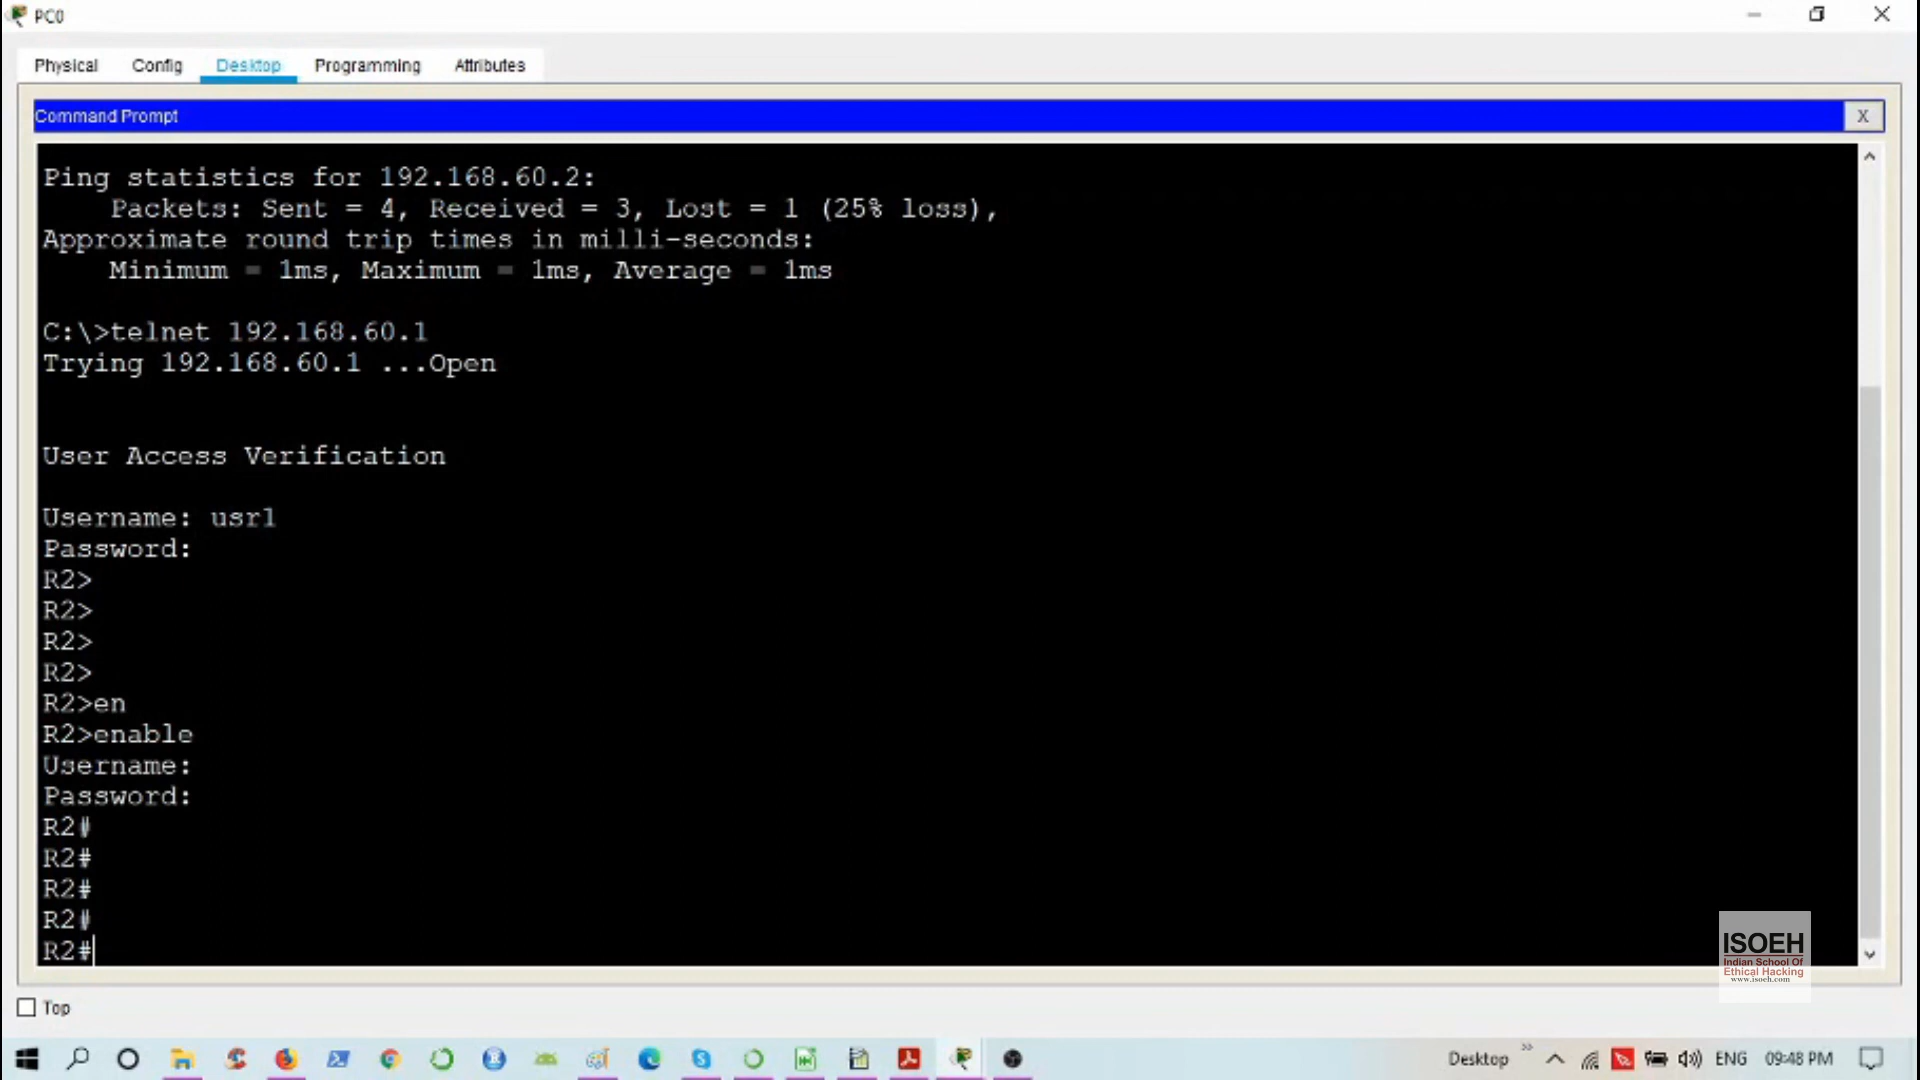 PC0
Physical Config Desktop Programming Attributes
Command Prompt
X
Ping statistics for 192.168.60.2:
Packets: Sent = 4, Received = 3, Lost = 1 (25% loss),
Approximate round trip times in milli-seconds:
Minimum = 1ms, Maximum = 1ms, Average = 1ms
C:\>telnet 192.168.60.1
Trying 192.168.60.1 ...Open
User Access Verification
Username: usr1
Password:
R2>
R2>
R2>
R2>
R2>en
R2>enable
Username:
Password:
R2#
R2#
R2#
R2#
R2#
ISOEH
Indian School Of
Ethical Hacking
www.isoeh.com
Top
Desktop ENG 09:48 PM